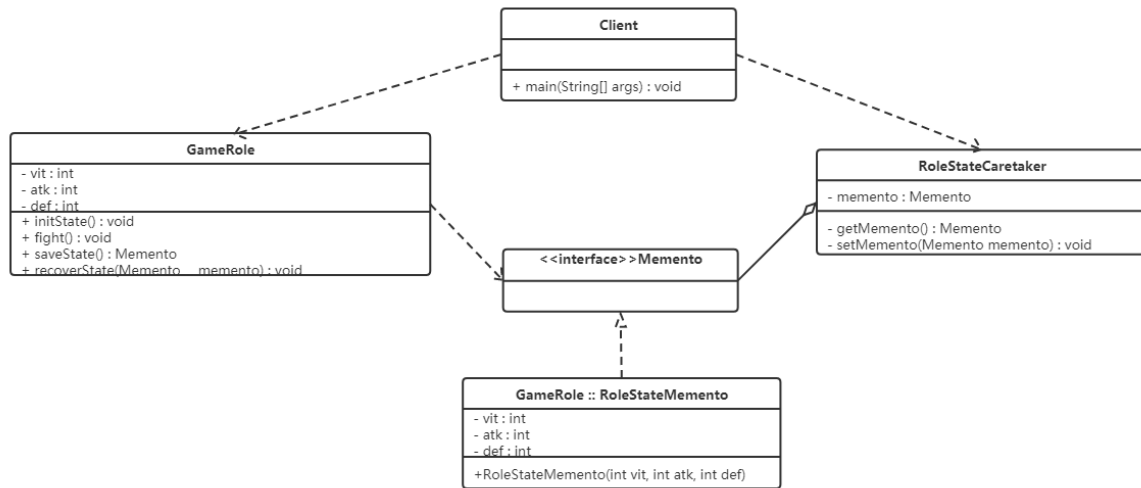 Client
+ main(String[] args) : void
GameRole
- vit : int
- atk : int
- def : int
+ initState() : void
+ fight() : void
+ saveState() : Memento
+ recoverState(Memento memento) : void
RoleStateCaretaker
- memento : Memento
- getMemento() : Memento
- setMemento(Memento memento) : void
<<interface>>Memento
GameRole :: RoleStateMemento
- vit : int
- atk : int
- def : int
+RoleStateMemento(int vit, int atk, int def)